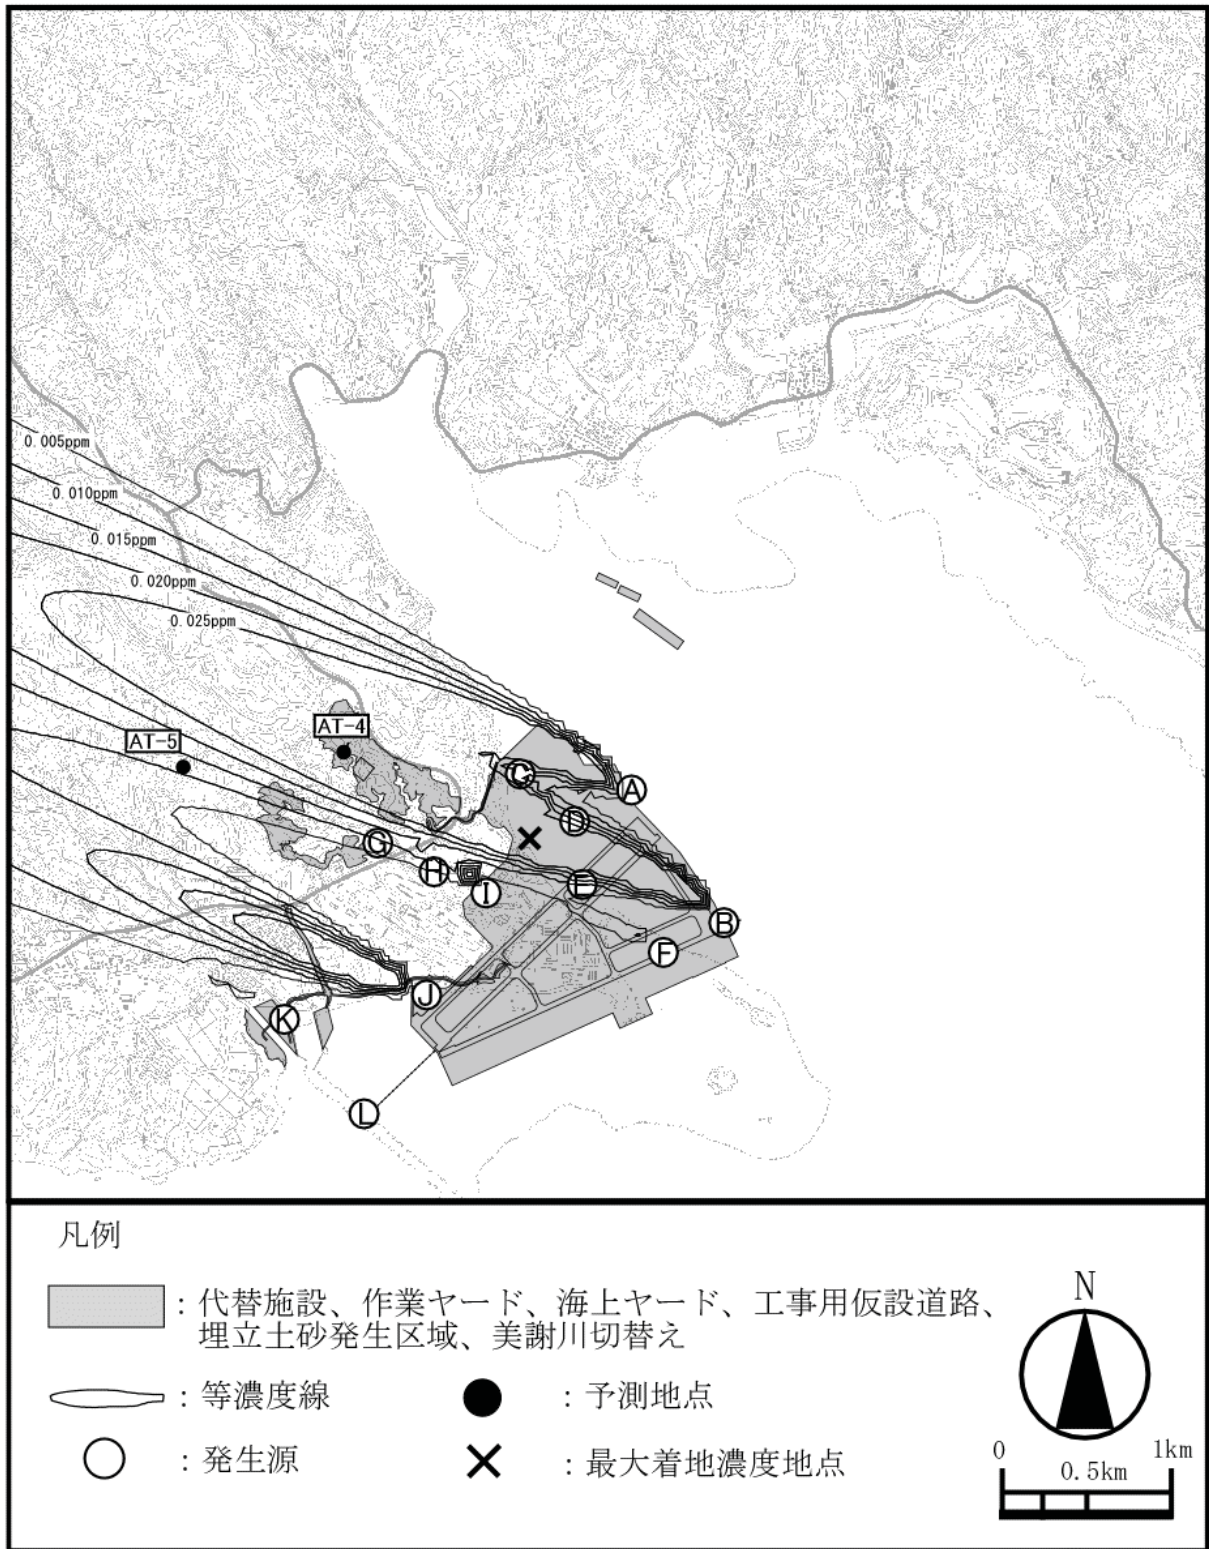 0.005ppm
0.010ppm
0.015ppm
0.020ppm
0.025ppm
AT-4
AT-5
C
A
D
G
H
I
E
B
F
J
K
L
凡例
：代替施設、作業ヤード、海上ヤード、工事用仮設道路、
埋立土砂発生区域、美謝川切替え
：等濃度線
：予測地点
：発生源
：最大着地濃度地点
N
0 1km
0.5km